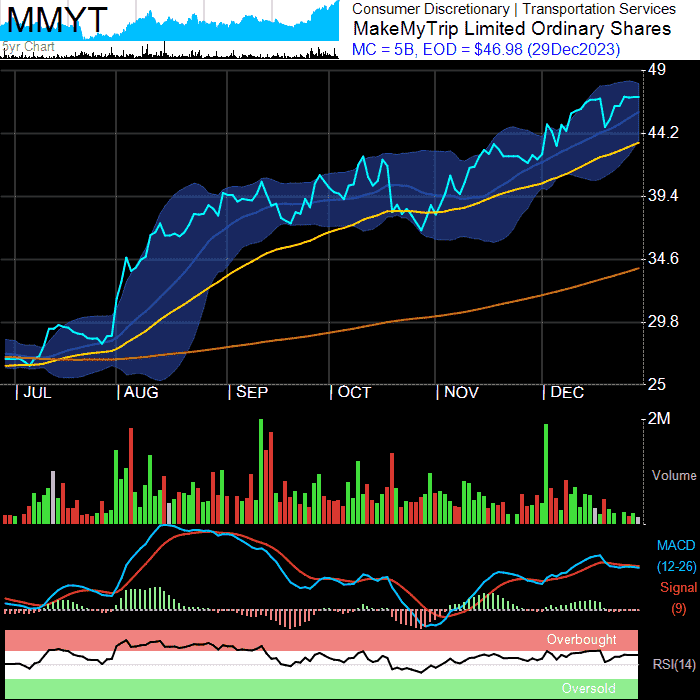 MMYT
5yr Chart
Consumer Discretionary | Transportation Services
MakeMyTrip Limited Ordinary Shares
MC = 5B, EOD = $46.98 (29Dec2023)
49
44.2
39.4
34.6
29.8
25
JUL AUG SEP OCT NOV DEC
2M
Volume
MACD
(12-26)
Signal
(9)
Overbought
RSI(14)
Oversold